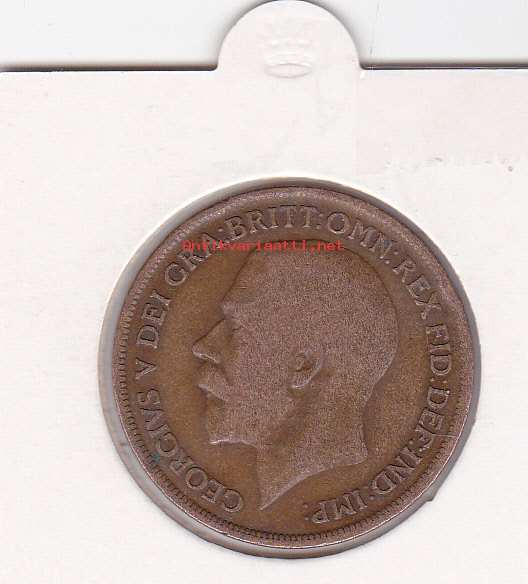 GEORGIVS V DEI GRA:BRITT:OMN:REX FID:DEF:IND:IMP:
Antikvariaatti.net